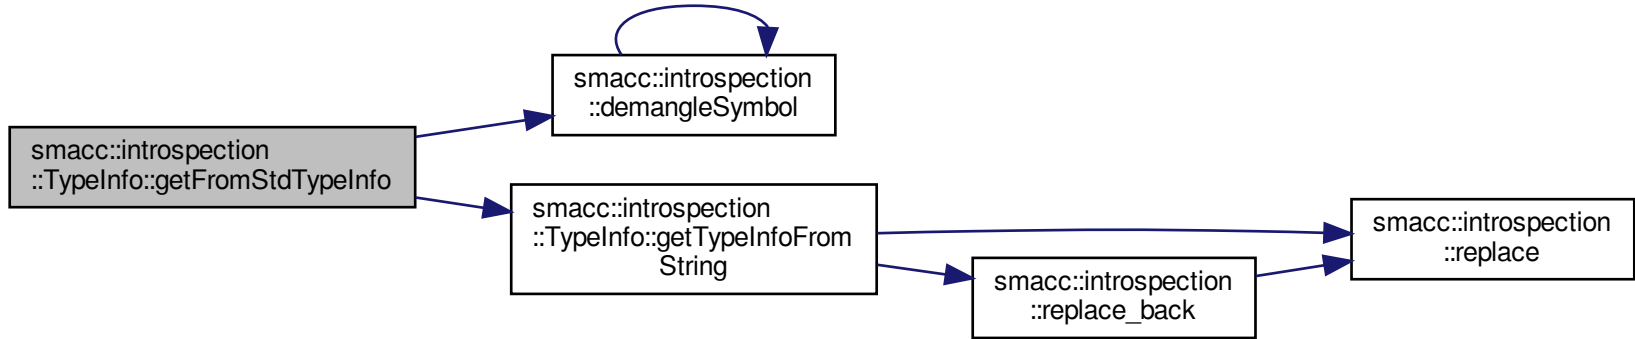 smacc::introspection
::demangleSymbol
smacc::introspection
::TypeInfo::getFromStdTypeInfo
smacc::introspection
::TypeInfo::getTypeInfoFrom
String
smacc::introspection
::replace
smacc::introspection
::replace_back